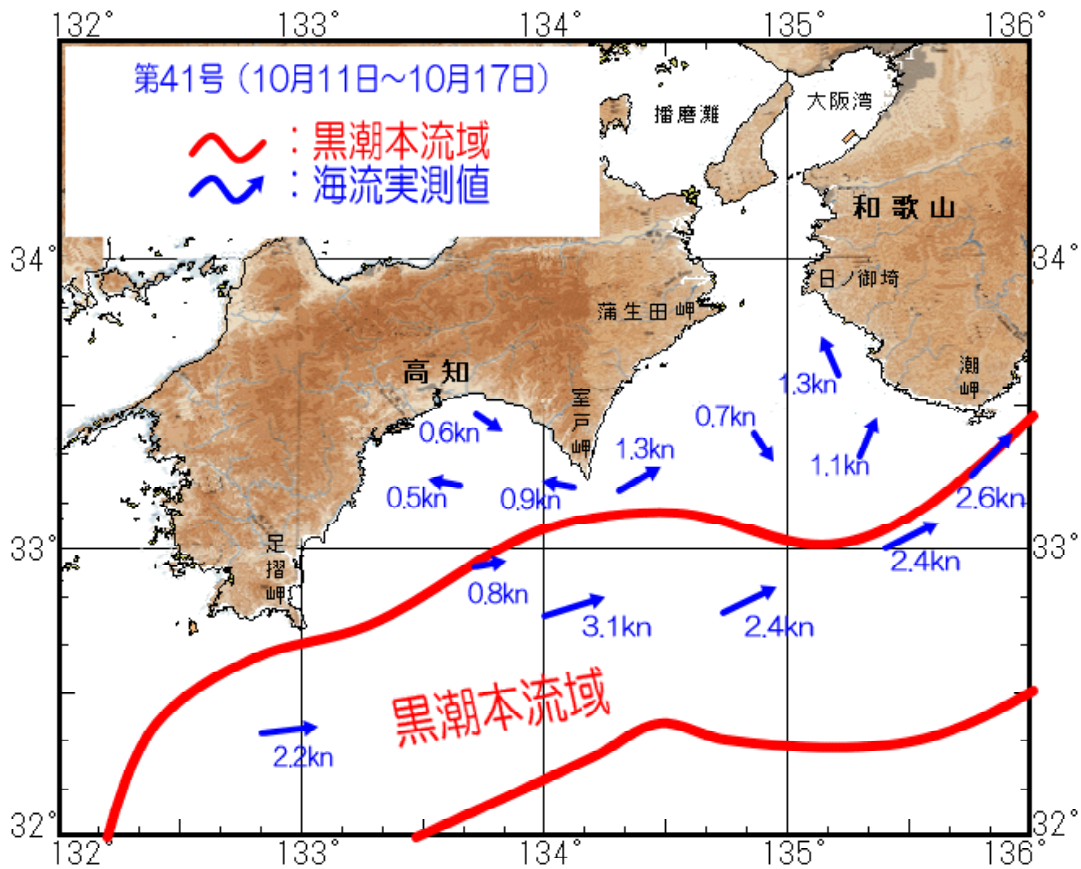 132° 133° 134° 135° 136°
第41号(10月11日～10月17日)
：黒潮本流域
：海流実測値
播磨灘
大阪湾
和歌山
34° 34°
日ノ御埼
蒲生田岬
潮岬
高知
室戸岬
1.3kn
0.6kn
0.7kn
1.3kn
1.1kn
0.5kn
0.9kn
2.6kn
33° 33°
足摺岬
2.4kn
0.8kn
3.1kn
2.4kn
黒潮本流域
2.2kn
32° 32°
132° 133° 134° 135° 136°